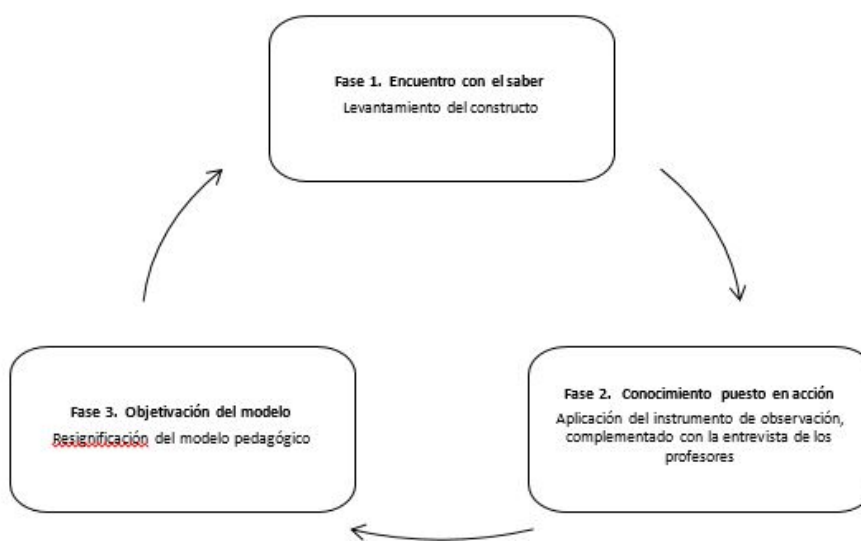 Fase 1. Encuentro con el saber
Levantamiento del constructo
Fase 2. Conocimiento puesto en acción
Aplicación del instrumento de observación,
complementado con la entrevista de los
profesores
Fase 3. Objetivación del modelo
Resignificación del modelo pedagógico